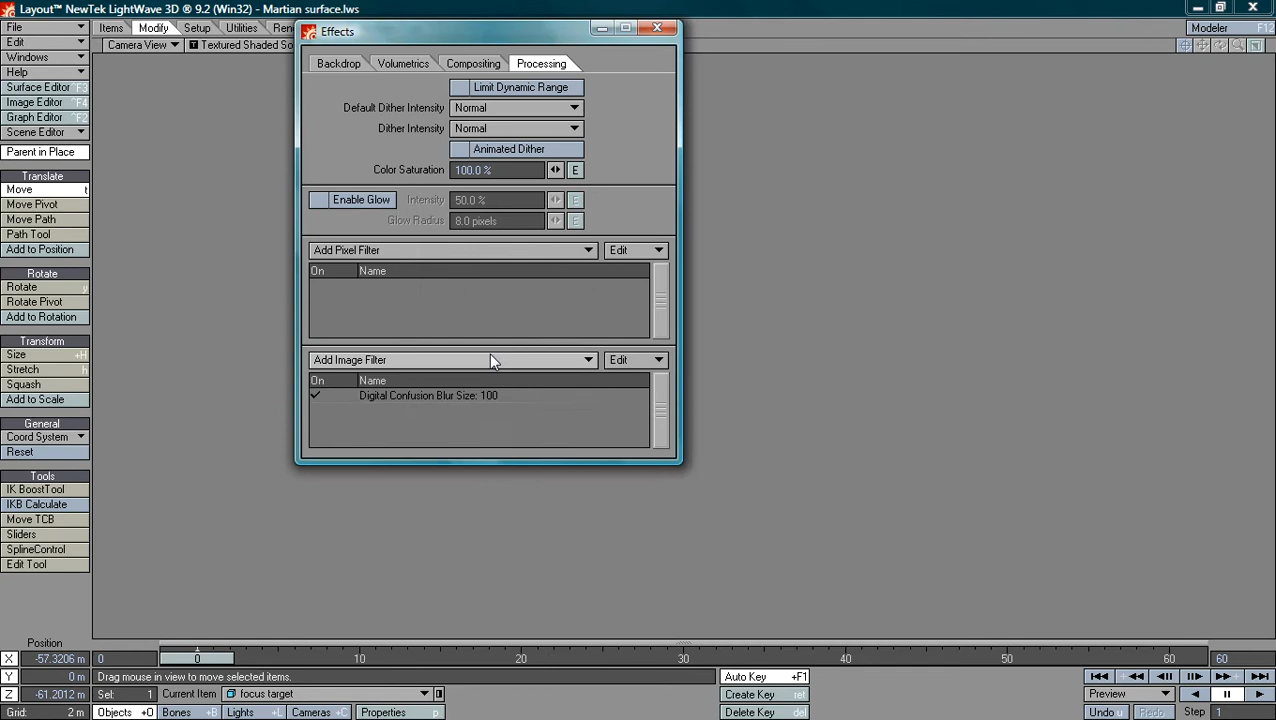 Layout™ NewTek LightWave 3D ® 9.2 (Win32) - Martian surface.lws
File
Items
Modify
Setup
Utilities
Modeler
F12
Edit
Camera View
Textured Shaded So
Windows
Help
Surface Editor F5
Image Editor ^F4
Graph Editor ^F2
Scene Editor
Parent in Place
Translate
Move t
Move Pivot
Move Path
Path Tool
Add to Position
Rotate
Rotate y
Rotate Pivot
Add to Rotation
Transform
Size +H
Stretch h
Squash
Add to Scale
General
Coord System
Reset
Tools
IK BoostTool
IKB Calculate
Move TCB
Sliders
SplineControl
Edit Tool
Effects
Backdrop
Volumetrics
Compositing
Processing
Limit Dynamic Range
Default Dither Intensity Normal
Dither Intensity Normal
Animated Dither
Color Saturation 100.0 % E
Enable Glow Intensity 50.0 % E
Glow Radius 8.0 pixels E
Add Pixel Filter Edit
On Name
Add Image Filter Edit
On Name
Digital Confusion Blur Size: 100
Position
X -57.3206 m 0 0 10 20 30 40 50 60 60
Y 0 m Drag mouse in view to move selected items. Auto Key +F1
Z -61.2012 m Sel: 1 Current Item focus target Create Key ret Preview
Grid: 2 m Objects +O Bones +B Lights +L Cameras +C Properties p Delete Key del Undo u Redo Step 1